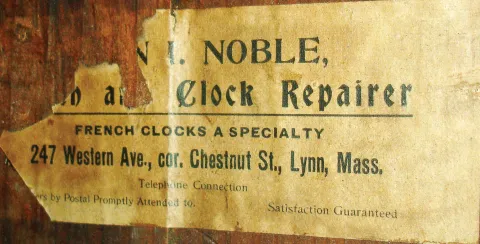 N I. NOBLE,
Clock Repairer
FRENCH CLOCKS A SPECIALTY
247 Western Ave., cor. Chestnut St., Lynn, Mass.
Telephone Connection
by Postal Promptly Attended to.
Satisfaction Guaranteed